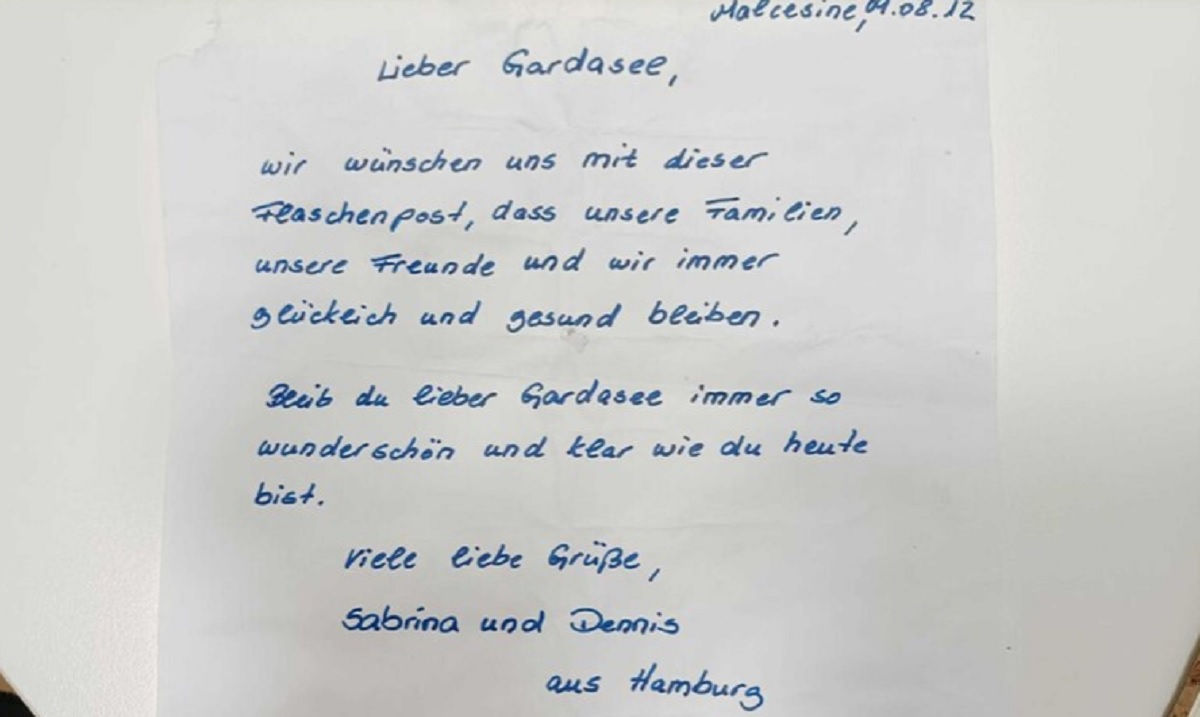 Malcesine, 01.08.12
Lieber Gardasee,
wir wünschen uns mit dieser
Flaschenpost, dass unsere Familien,
unsere Freunde und wir immer
glücklich und gesund bleiben.
Bleib du lieber Gardasee immer so
wunderschön und klar wie du heute
bist.
Viele liebe Grüße,
Sabrina und Dennis
aus Hamburg